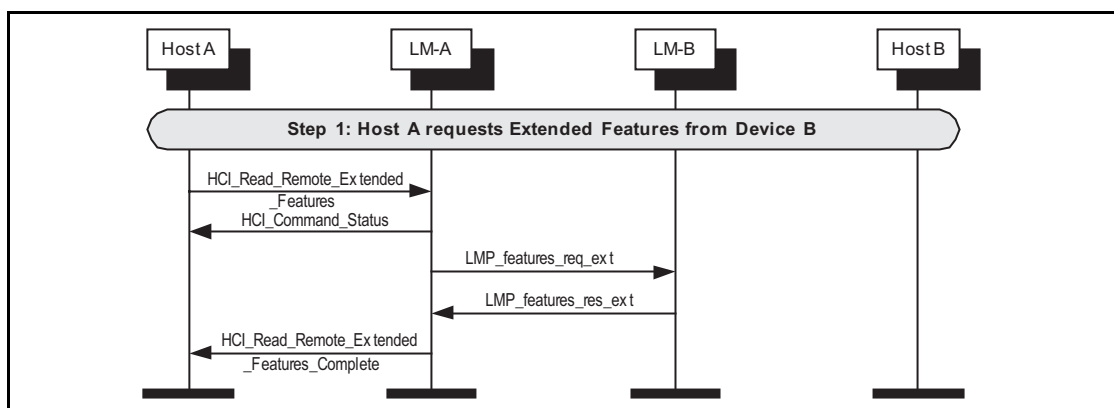 Host A
LM-A
LM-B
Host B
Step 1: Host A requests Extended Features from Device B
HCI_Read_Remote_Extended
_Features
HCI_Command_Status
LMP_features_req_ext
LMP_features_res_ext
HCI_Read_Remote_Extended
_Features_Complete